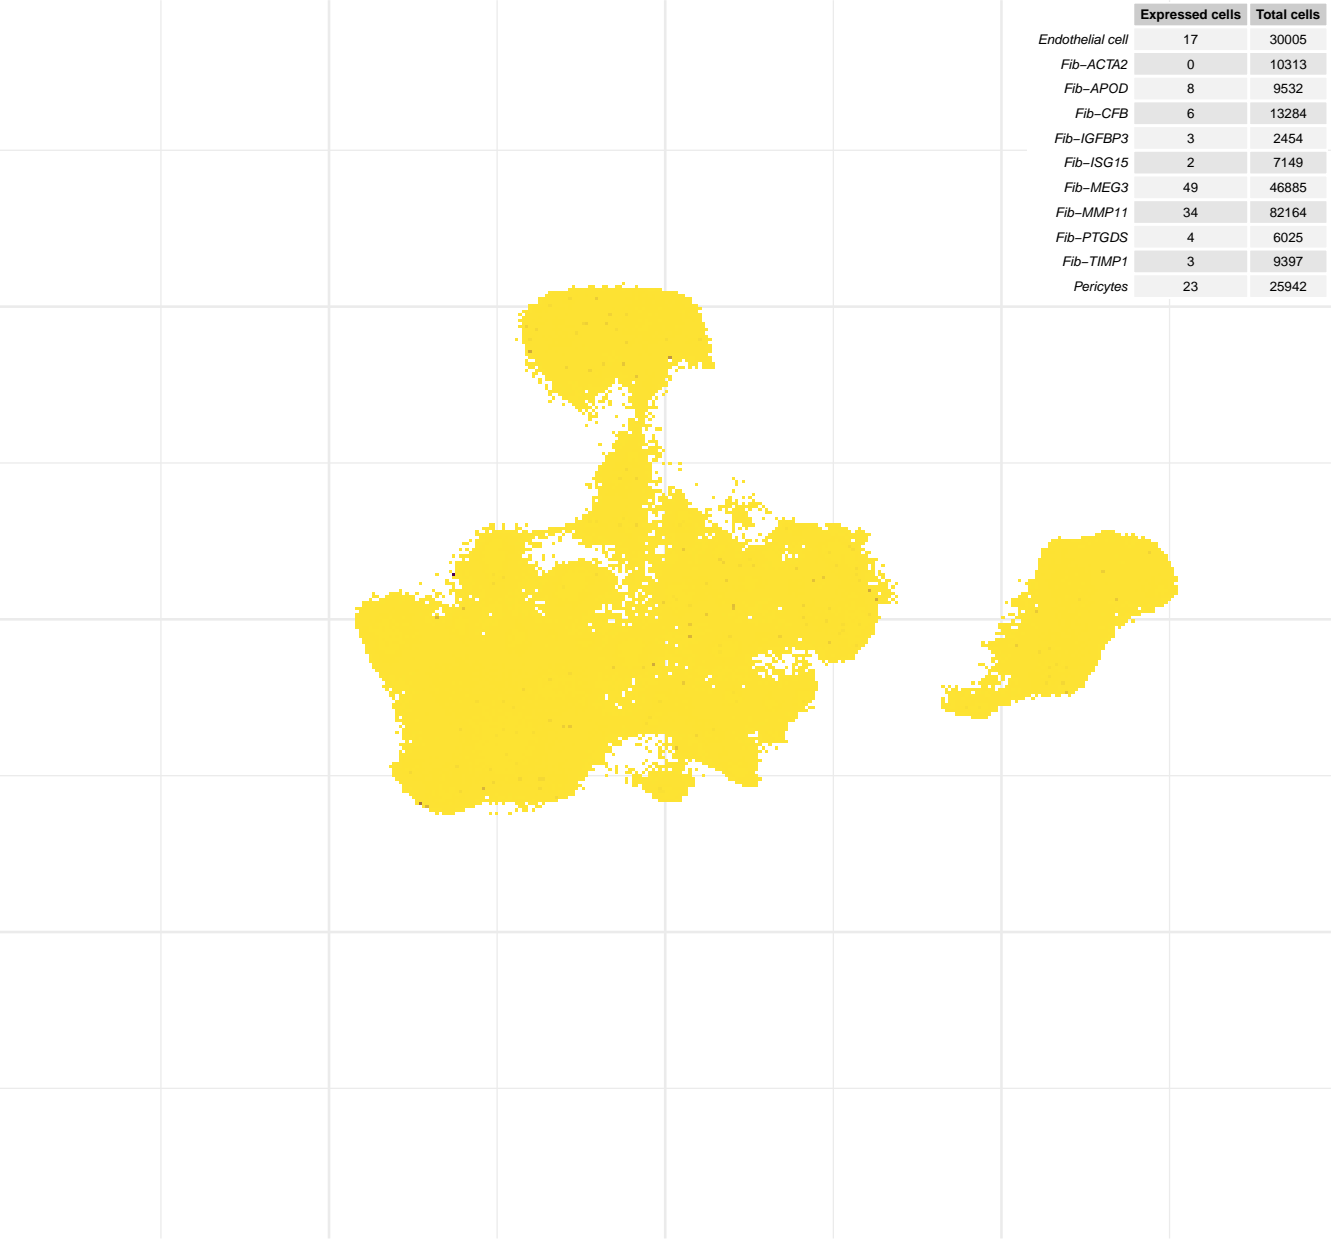 Expressed cells Total cells
Endothelial cell 17 30005
Fib−ACTA2 0 10313
Fib−APOD 8 9532
Fib−CFB 6 13284
Fib−IGFBP3 3 2454
Fib−ISG15 2 7149
Fib−MEG3 49 46885
Fib−MMP11 34 82164
Fib−PTGDS 4 6025
Fib−TIMP1 3 9397
Pericytes 23 25942